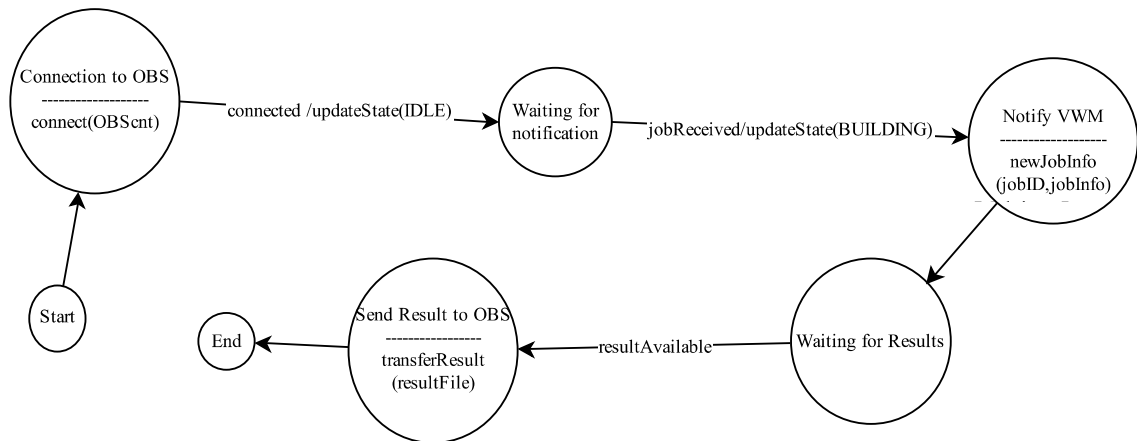 Connection to OBS
--------------------
connect(OBScnt)
connected /updateState(IDLE)
Waiting for
notification
jobReceived/updateState(BUILDING)
Notify VWM
--------------------
newJobInfo
(jobID,jobInfo)
Start
End
Send Result to OBS
------------------
transferResult
(resultFile)
resultAvailable
Waiting for Results